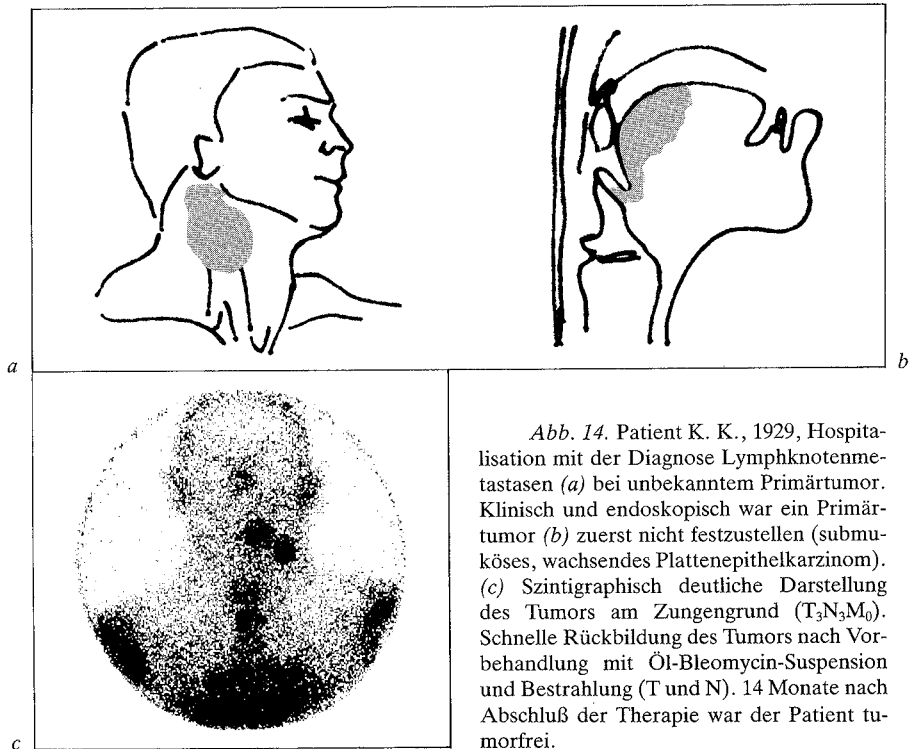 a
b
c
Abb. 14. Patient K. K., 1929, Hospita-
lisation mit der Diagnose Lymphknotenme-
tastasen (a) bei unbekanntem Primärtumor.
Klinisch und endoskopisch war ein Primär-
tumor (b) zuerst nicht festzustellen (submu-
köses, wachsendes Plattenepithelkarzinom).
(c) Szintigraphisch deutliche Darstellung
des Tumors am Zungengrund (T₃N₃M₀).
Schnelle Rückbildung des Tumors nach Vor-
behandlung mit Öl-Bleomycin-Suspension
und Bestrahlung (T und N). 14 Monate nach
Abschluß der Therapie war der Patient tu-
morfrei.